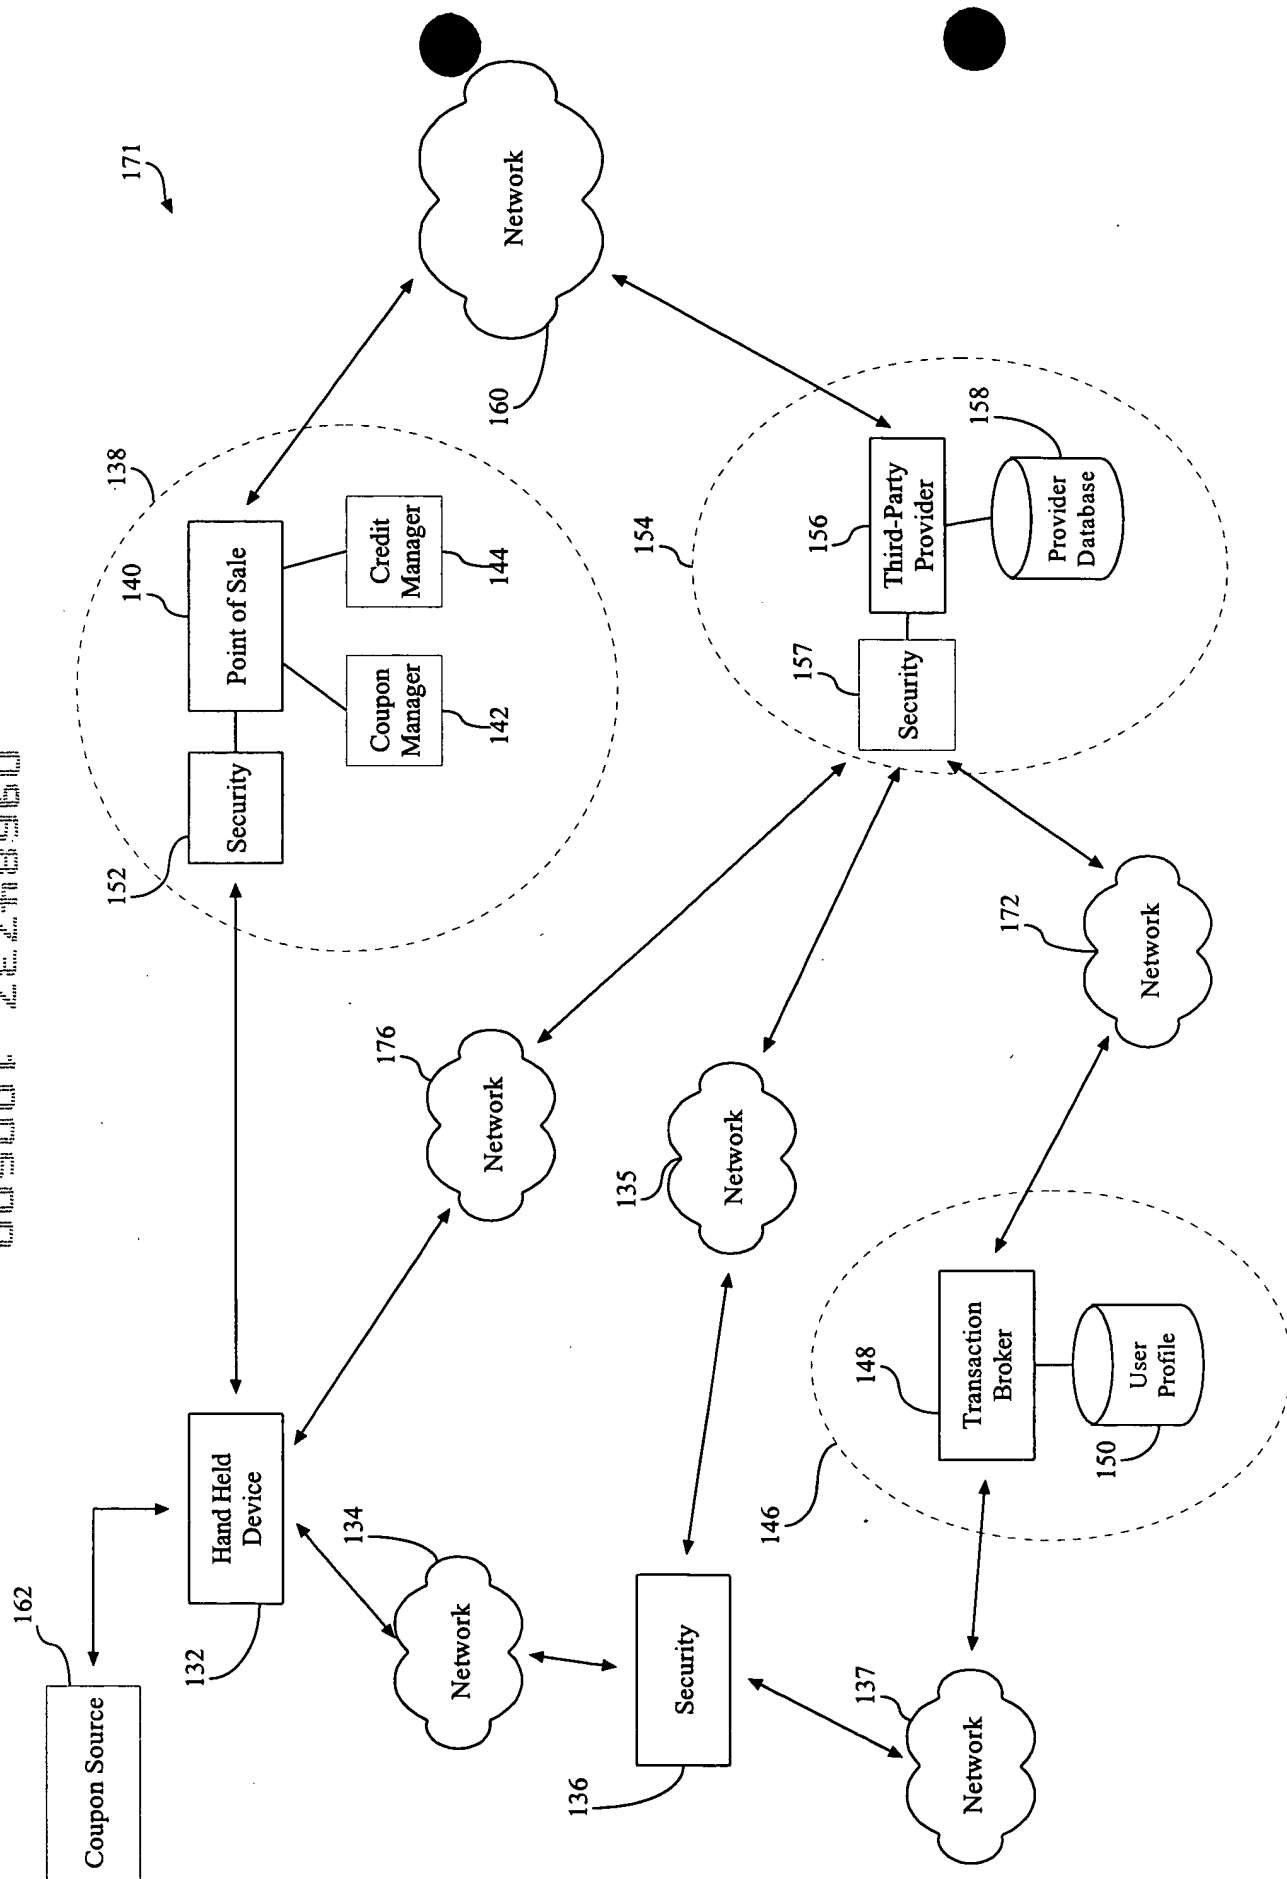 162
Coupon Source
132
Hand Held
Device
152
Security
140
Point of Sale
138
171
Coupon
Manager
142
Credit
Manager
144
134
Network
176
Network
160
Network
136
Security
135
Network
154
157
Security
156
Third-Party
Provider
158
Provider
Database
137
Network
146
148
Transaction
Broker
150
User
Profile
172
Network